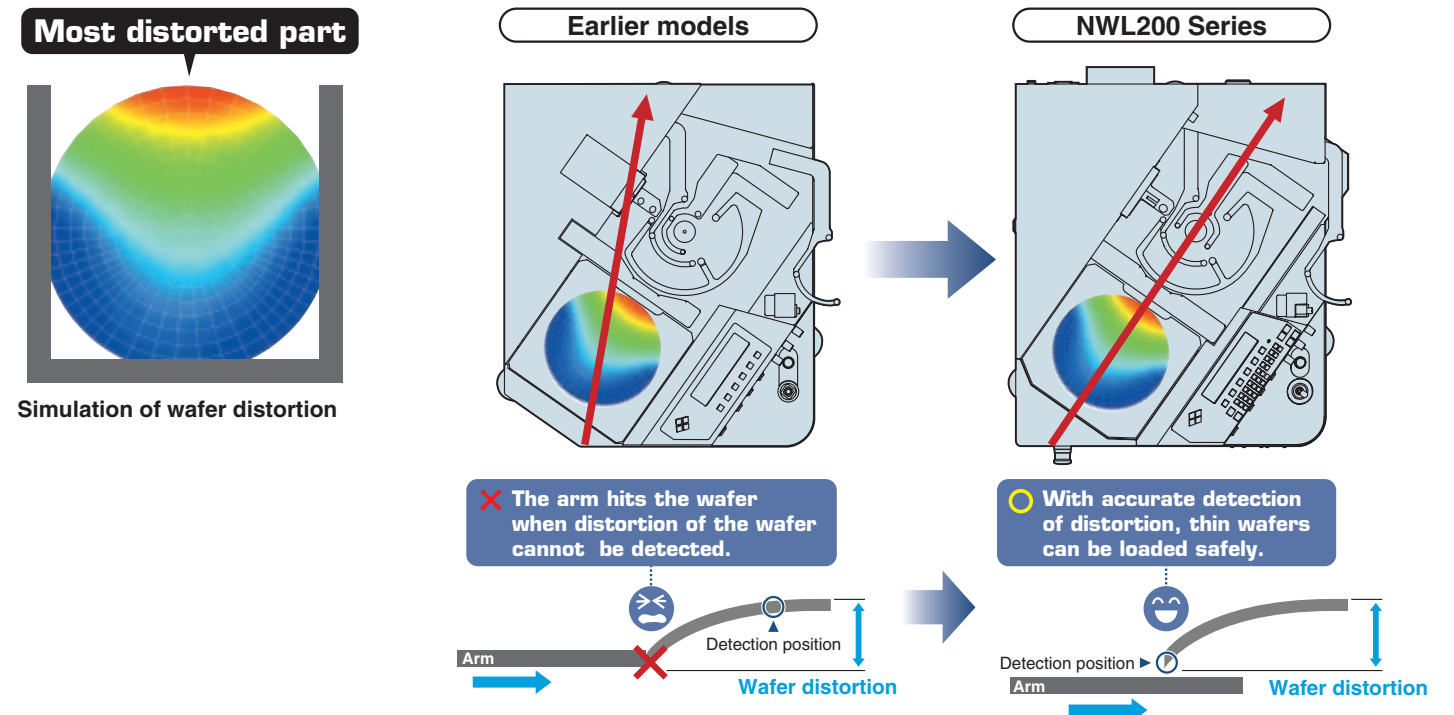 Most distorted part
Simulation of wafer distortion
Earlier models
NWL200 Series
The arm hits the wafer
when distortion of the wafer
cannot be detected.
Detection position
Arm
Wafer distortion
With accurate detection
of distortion, thin wafers
can be loaded safely.
Detection position
Arm
Wafer distortion